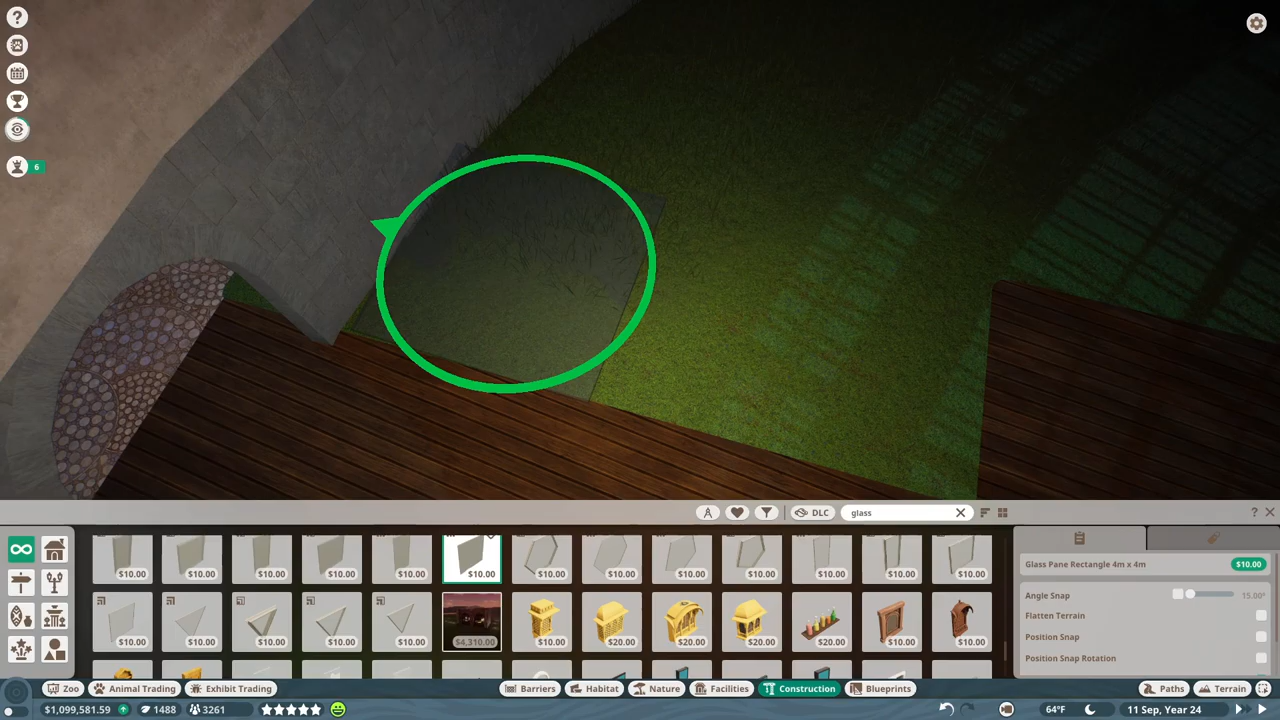 6
DLC
glass
$10.00 $10.00 $10.00 $10.00 $10.00 $10.00 $10.00 $10.00 $10.00 $10.00 $10.00 $10.00 $10.00
$10.00 $10.00 $10.00 $10.00 $10.00 $4,310.00 $10.00 $20.00 $20.00 $20.00 $10.00 $10.00 $10.00
Glass Pane Rectangle 4m x 4m $10.00
Angle Snap 15.00°
Flatten Terrain
Position Snap
Position Snap Rotation
Zoo Animal Trading Exhibit Trading Barriers Habitat Nature Facilities Construction Blueprints Paths Terrain
$1,099,581.59 1488 3261 64°F 11 Sep, Year 24